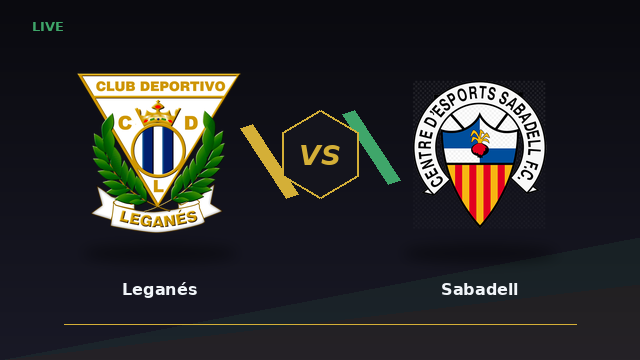 LIVE
CLUB DEPORTIVO
C D
L
LEGANÉS
VS
CENTRE D'ESPORTS SABADELL F.C.
Leganés
Sabadell